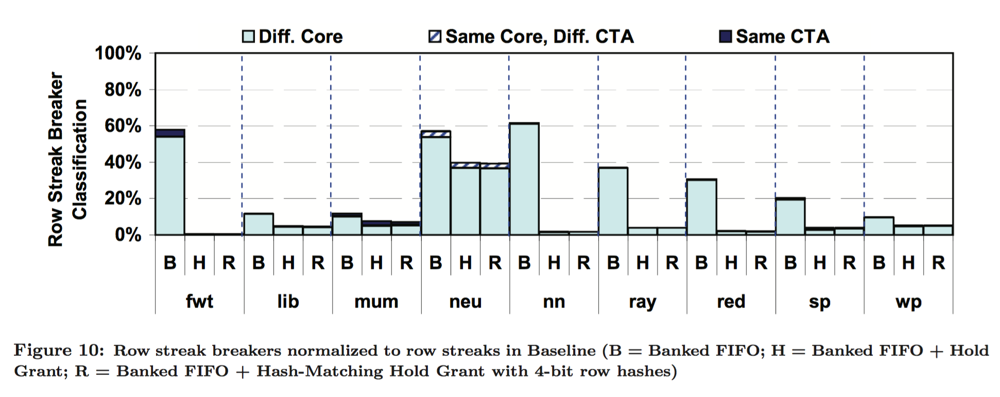 Diff. Core Same Core, Diff. CTA Same CTA
Row Streak Breaker
Classification
100%
80%
60%
40%
20%
0%
B H R B H R B H R B H R B H R B H R B H R B H R B H R
fwt lib mum neu nn ray red sp wp
Figure 10: Row streak breakers normalized to row streaks in Baseline (B = Banked FIFO; H = Banked FIFO + Hold
Grant; R = Banked FIFO + Hash-Matching Hold Grant with 4-bit row hashes)